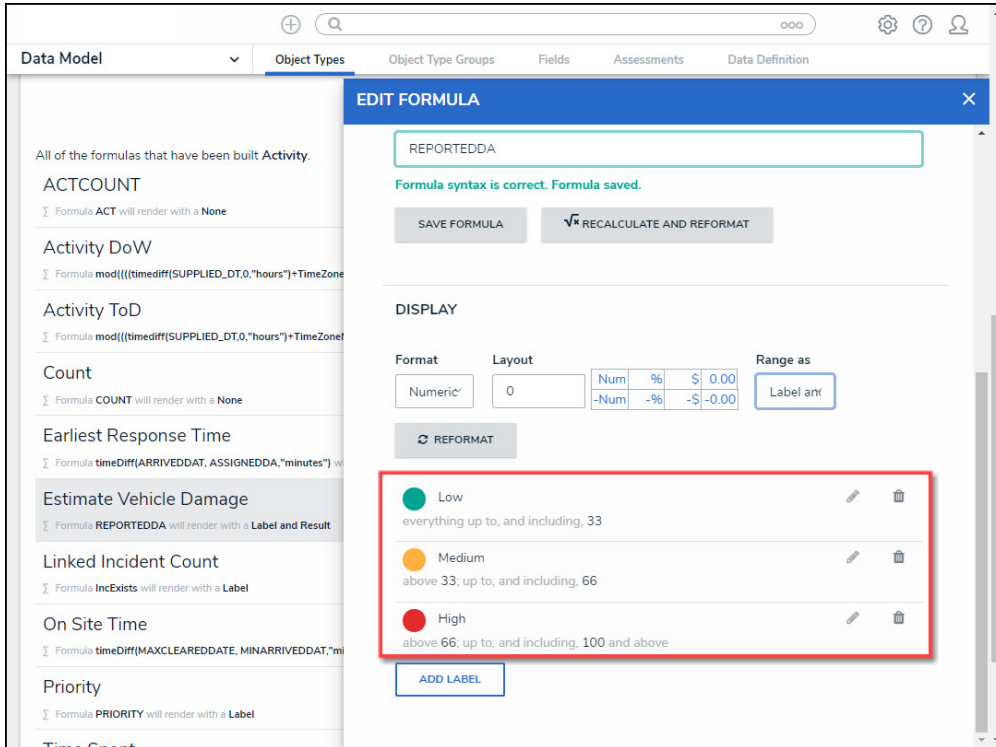 ooo
Data Model
Object Types
Object Type Groups
Fields
Assessments
Data Definition
EDIT FORMULA
All of the formulas that have been built Activity.
ACTCOUNT
∑ Formula ACT will render with a None
Activity DoW
∑ Formula mod((((timediff(SUPPLIED_DT,0,"hours")+TimeZone
Activity ToD
∑ Formula mod(((timediff(SUPPLIED_DT,0,"hours")+TimeZone
Count
∑ Formula COUNT will render with a None
Earliest Response Time
∑ Formula timeDiff(ARRIVEDDAT, ASSIGNEDDA,"minutes") w
Estimate Vehicle Damage
∑ Formula REPORTEDDA will render with a Label and Result
Linked Incident Count
∑ Formula IncExists will render with a Label
On Site Time
∑ Formula timeDiff(MAXCLEAREDDATE, MINARRIVEDDAT,"mi
Priority
∑ Formula PRIORITY will render with a Label
Time Spent
REPORTEDDA
Formula syntax is correct. Formula saved.
SAVE FORMULA
√x RECALCULATE AND REFORMAT
DISPLAY
Format
Layout
Range as
Numeric
0
Num % $ 0.00
-Num -% -$ -0.00
Label and
REFORMAT
Low
everything up to, and including, 33
Medium
above 33; up to, and including, 66
High
above 66; up to, and including, 100 and above
ADD LABEL